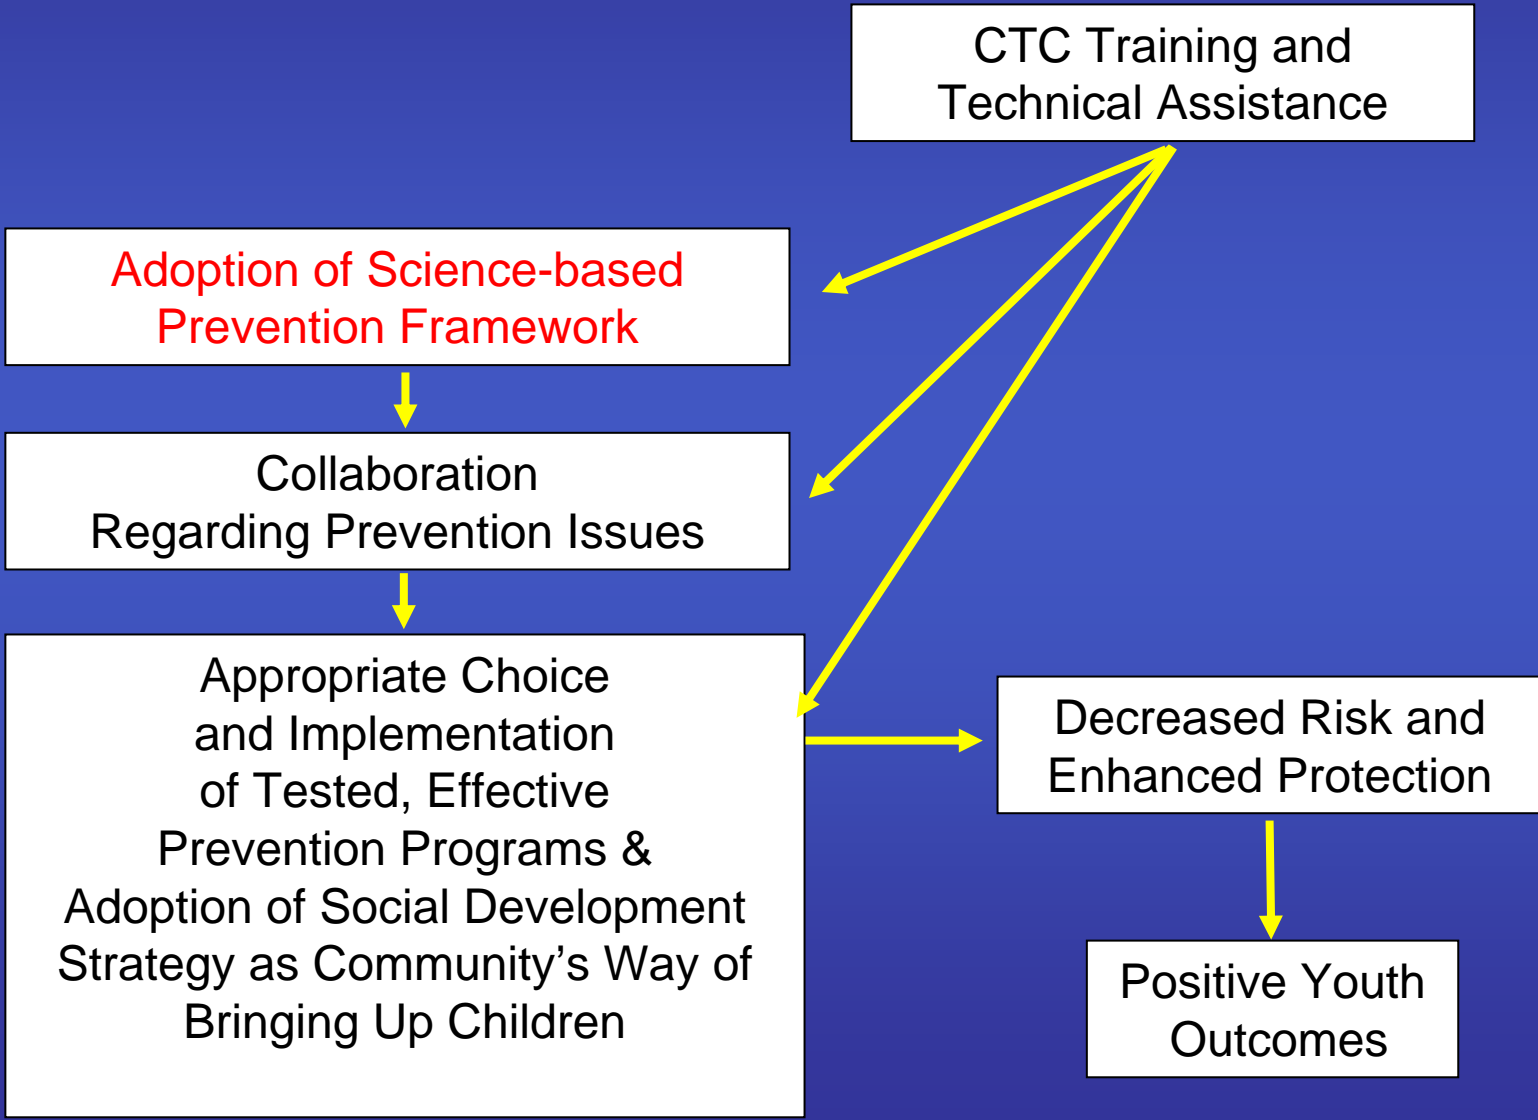 CTC Training and
Technical Assistance
Adoption of Science-based
Prevention Framework
Collaboration
Regarding Prevention Issues
Appropriate Choice
and Implementation
of Tested, Effective
Prevention Programs &
Adoption of Social Development
Strategy as Community’s Way of
Bringing Up Children
Decreased Risk and
Enhanced Protection
Positive Youth
Outcomes